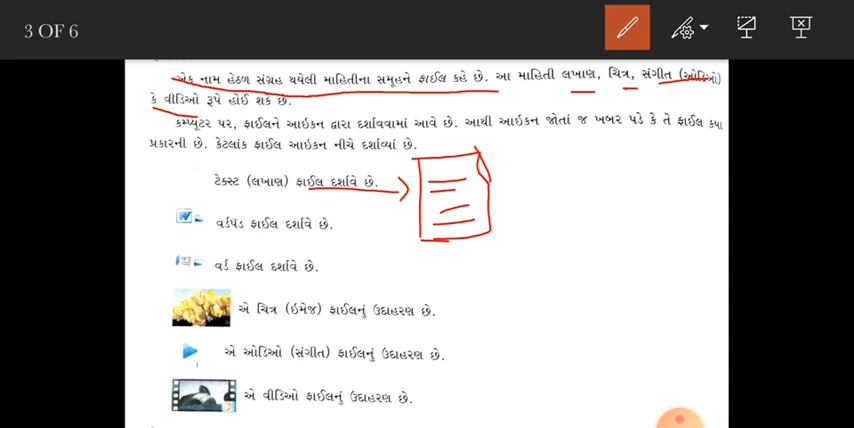 3 OF 6
એક નામ હેઠળ સંગ્રહ થયેલી માહિતીના સમૂહને ફાઈલ કહે છે. આ માહિતી લખાણ, ચિત્ર, સંગીત (ઓડિઓ)
કે વીડિઓ રૂપે હોઈ શકે છે.
કમ્પ્યૂટર પર, ફાઈલને આઇકન દ્વારા દર્શાવવામાં આવે છે. આથી આઇકન જોતાં જ ખબર પડે કે તે ફાઈલ કયા
પ્રકારની છે. કેટલાંક ફાઈલ આઇકન નીચે દર્શાવ્યાં છે.
ટેક્સ્ટ (લખાણ) ફાઈલ દર્શાવે છે.
વર્ડપૅડ ફાઈલ દર્શાવે છે.
વર્ડ ફાઈલ દર્શાવે છે.
એ ચિત્ર (ઇમેજ) ફાઈલનું ઉદાહરણ છે.
એ ઓડિઓ (સંગીત) ફાઈલનું ઉદાહરણ છે.
એ વીડિઓ ફાઈલનું ઉદાહરણ છે.